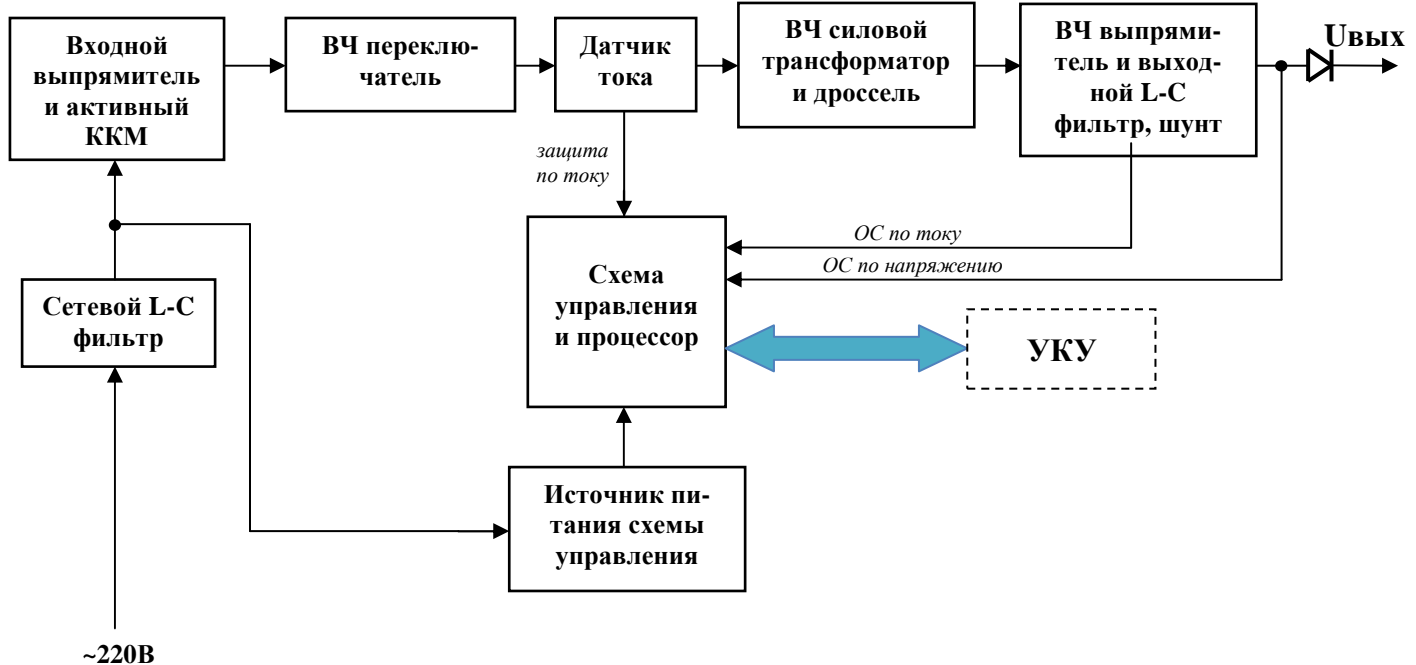 Входной
выпрямитель
и активный
ККМ
ВЧ переклю-
чатель
Датчик
тока
ВЧ силовой
трансформатор
и дроссель
ВЧ выпрями-
тель и выход-
ной L-C
фильтр, шунт
Uвых
защита
по току
ОС по току
ОС по напряжению
Схема
управления
и процессор
УКУ
Сетевой L-C
фильтр
Источник пи-
тания схемы
управления
~220В